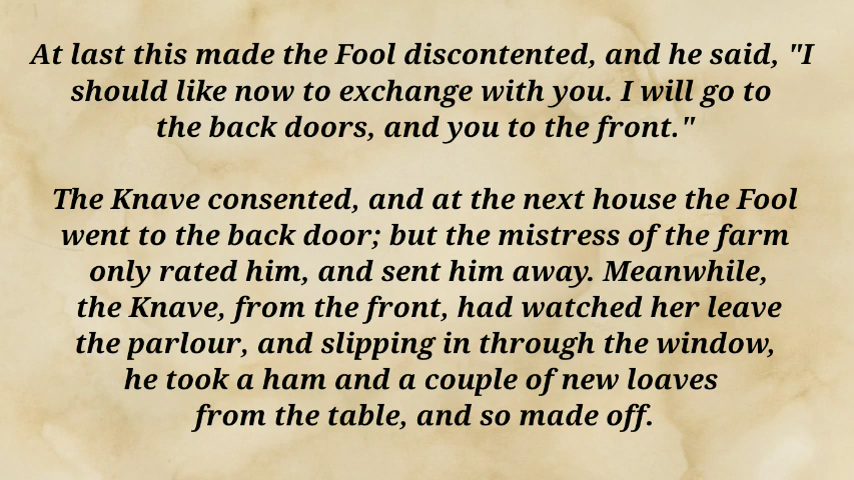 At last this made the Fool discontented, and he said, "I
should like now to exchange with you. I will go to
the back doors, and you to the front."
The Knave consented, and at the next house the Fool
went to the back door; but the mistress of the farm
only rated him, and sent him away. Meanwhile,
the Knave, from the front, had watched her leave
the parlour, and slipping in through the window,
he took a ham and a couple of new loaves
from the table, and so made off.